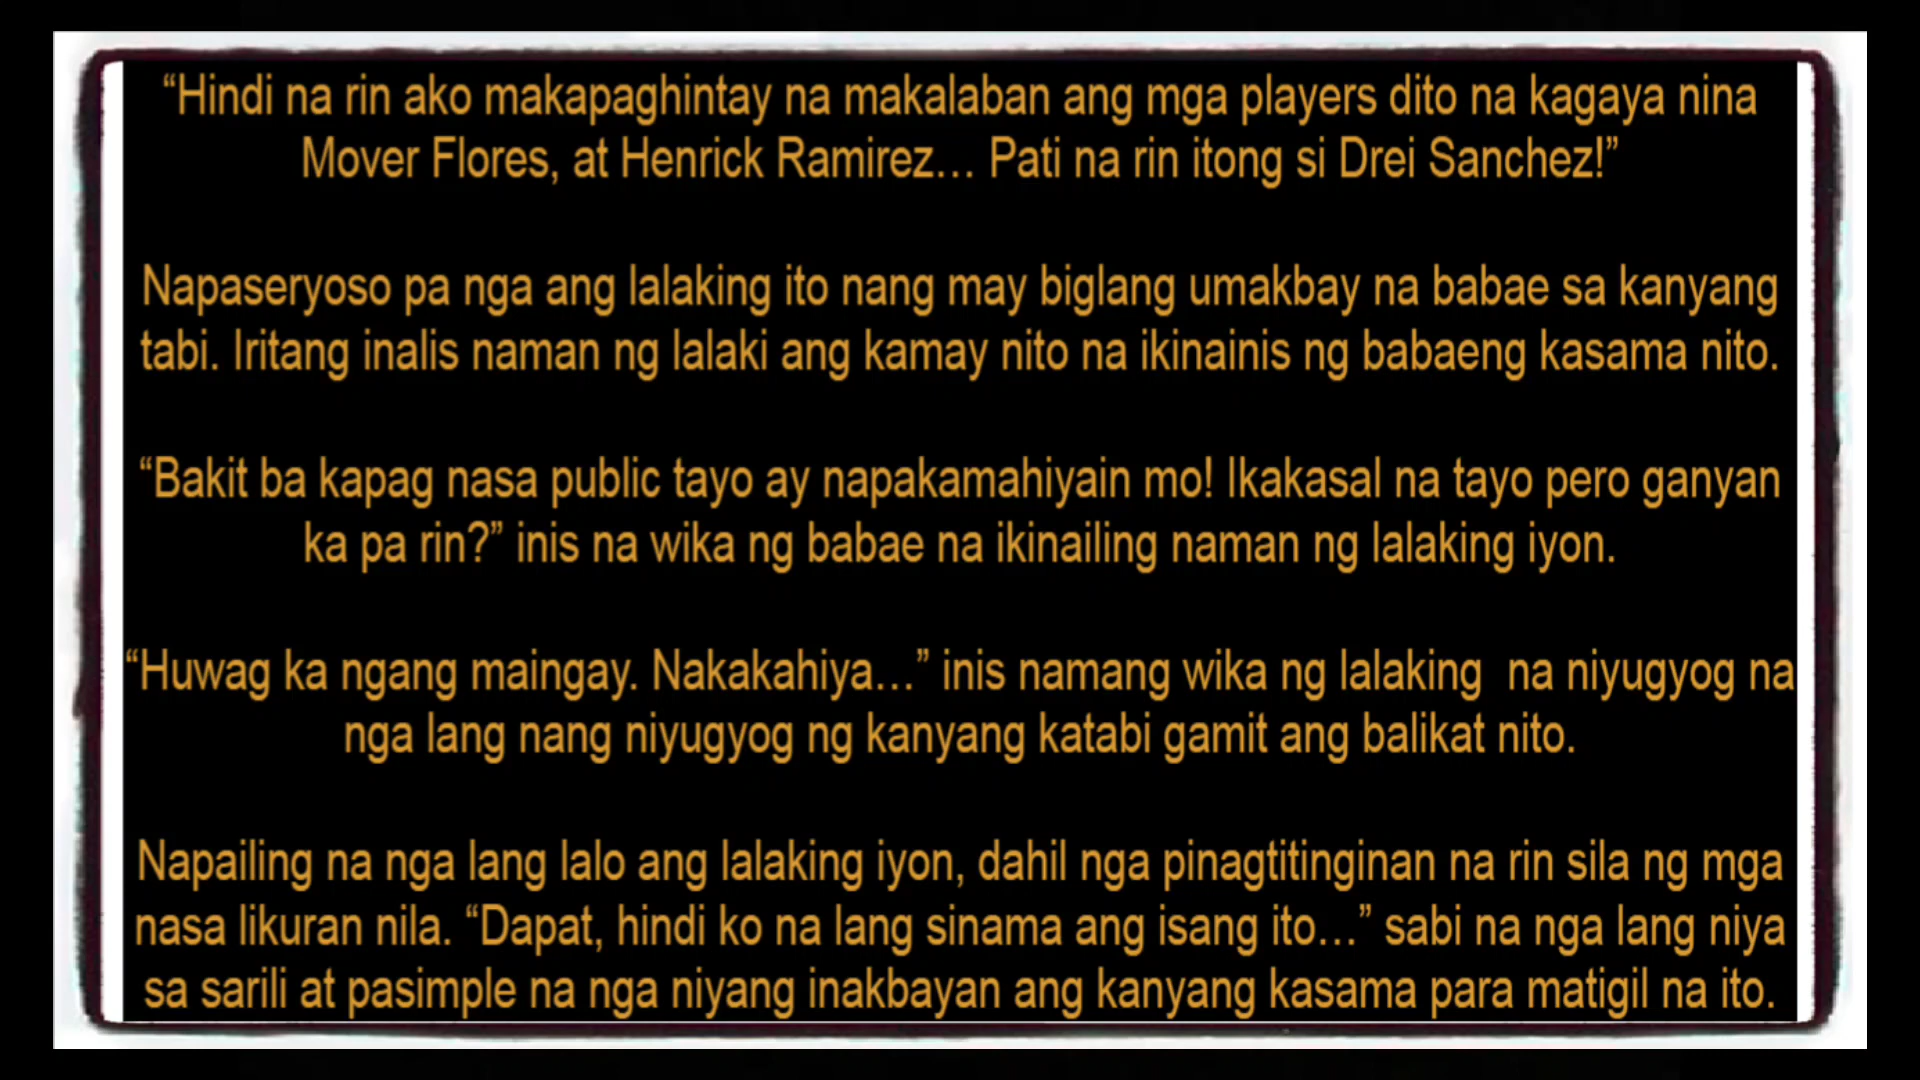 “Hindi na rin ako makapaghintay na makalaban ang mga players dito na kagaya nina
Mover Flores, at Henrick Ramirez… Pati na rin itong si Drei Sanchez!”
Napaseryoso pa nga ang lalaking ito nang may biglang umakbay na babae sa kanyang
tabi. Iritang inalis naman ng lalaki ang kamay nito na ikinainis ng babaeng kasama nito.
“Bakit ba kapag nasa public tayo ay napakamahiyain mo! Ikakasal na tayo pero ganyan
ka pa rin?” inis na wika ng babae na ikinailing naman ng lalaking iyon.
“Huwag ka ngang maingay. Nakakahiya…” inis namang wika ng lalaking  na niyugyog na
nga lang nang niyugyog ng kanyang katabi gamit ang balikat nito.
Napailing na nga lang lalo ang lalaking iyon, dahil nga pinagtitinginan na rin sila ng mga
nasa likuran nila. “Dapat, hindi ko na lang sinama ang isang ito…” sabi na nga lang niya
sa sarili at pasimple na nga niyang inakbayan ang kanyang kasama para matigil na ito.